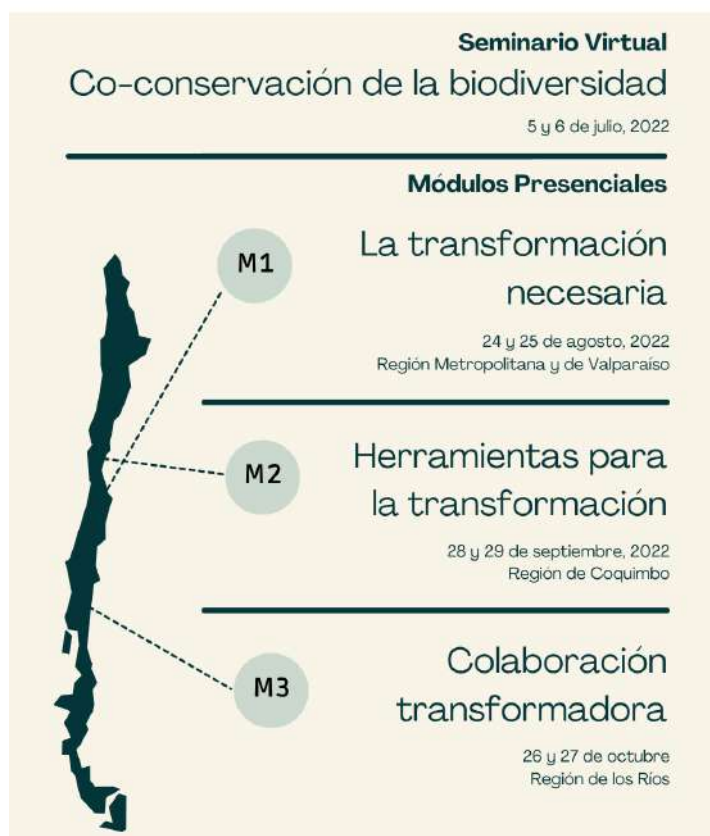 Seminario Virtual
Co-conservación de la biodiversidad
5 y 6 de julio, 2022
Módulos Presenciales
M1
La transformación
necesaria
24 y 25 de agosto, 2022
Región Metropolitana y de Valparaíso
M2
Herramientas para
la transformación
28 y 29 de septiembre, 2022
Región de Coquimbo
M3
Colaboración
transformadora
26 y 27 de octubre
Región de los Ríos